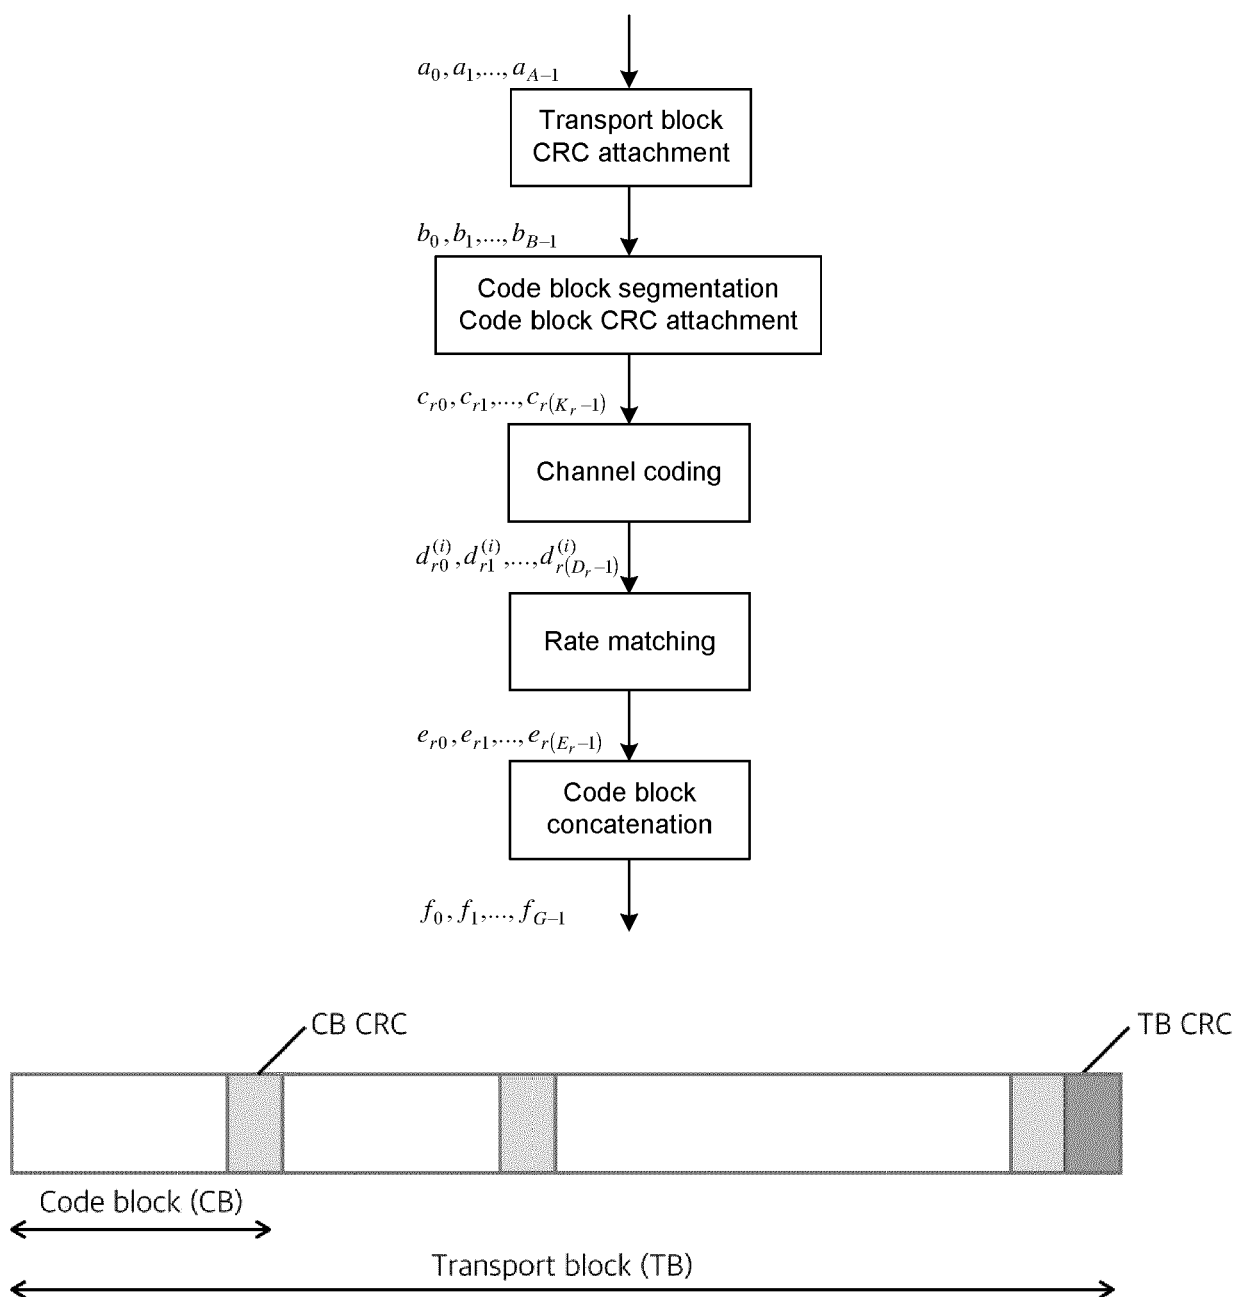 a_0, a_1,..., a_{A−1}
Transport block
CRC attachment
b_0, b_1,..., b_{B−1}
Code block segmentation
Code block CRC attachment
c_{r0}, c_{r1},..., c_{r(K_r−1)}
Channel coding
d_{r0}^{(i)}, d_{r1}^{(i)},..., d_{r(D_r−1)}^{(i)}
Rate matching
e_{r0}, e_{r1},..., e_{r(E_r−1)}
Code block
concatenation
f_0, f_1,..., f_{G−1}
CB CRC
TB CRC
Code block (CB)
Transport block (TB)